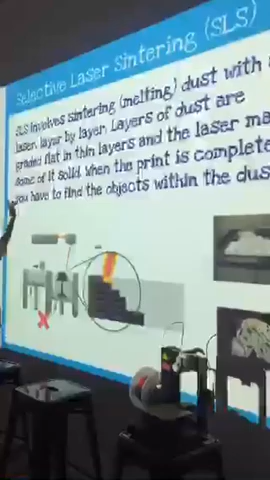 Selective Laser Sintering (SLS)
SLS involves sintering (melting) dust with a
laser, layer by layer. Layers of dust are
graded flat in thin layers and the laser ma
some of it solid. When the print is complete
you have to find the objects within the dus